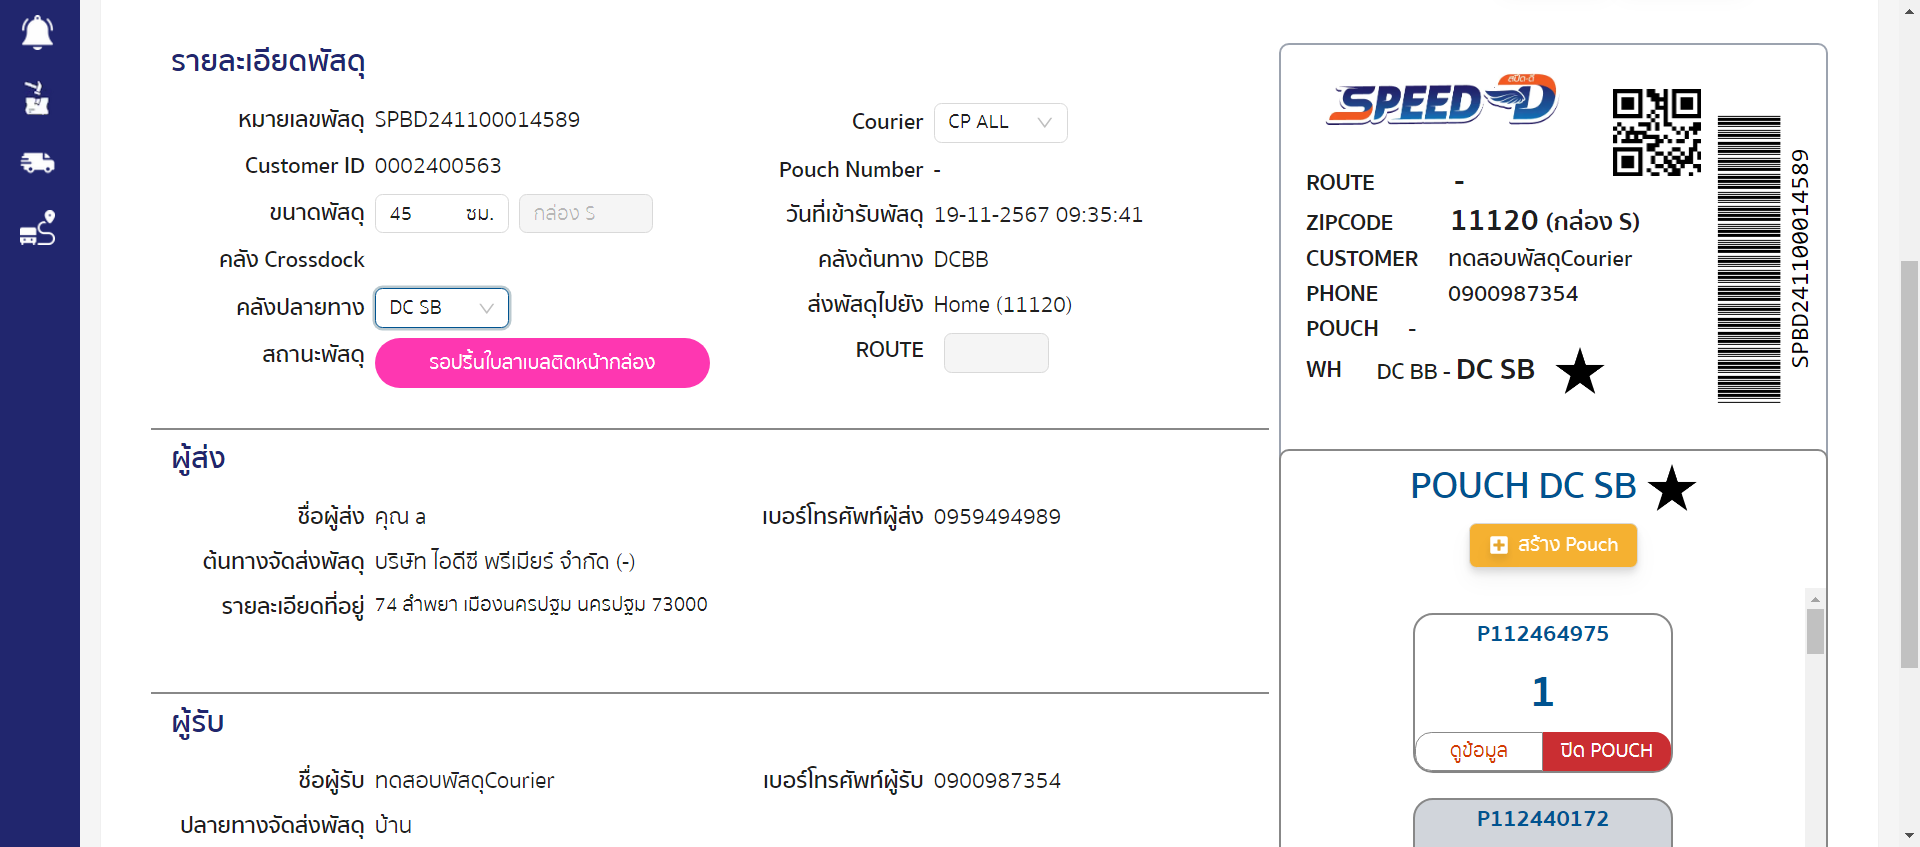 รายละเอียดพัสดุ
หมายเลขพัสดุ SPBD241100014589
Customer ID 0002400563
ขนาดพัสดุ 45 ซม. กล่อง S
คลัง Crossdock
คลังปลายทาง DC SB
สถานะพัสดุ รอปริ้นใบลาเบลติดหน้ากล่อง
Courier CP ALL
Pouch Number -
วันที่เข้ารับพัสดุ 19-11-2567 09:35:41
คลังต้นทาง DCBB
ส่งพัสดุไปยัง Home (11120)
ROUTE
ผู้ส่ง
ชื่อผู้ส่ง คุณ a
เบอร์โทรศัพท์ผู้ส่ง 0959494989
ต้นทางจัดส่งพัสดุ บริษัท ไอดีซี พรีเมียร์ จำกัด (-)
รายละเอียดที่อยู่ 74 ลำพยา เมืองนครปฐม นครปฐม 73000
ผู้รับ
ชื่อผู้รับ ทดสอบพัสดุCourier
เบอร์โทรศัพท์ผู้รับ 0900987354
ปลายทางจัดส่งพัสดุ บ้าน
สปีด-ดี
SPEED D
ROUTE -
ZIPCODE 11120 (กล่อง S)
CUSTOMER ทดสอบพัสดุCourier
PHONE 0900987354
POUCH -
WH DC BB - DC SB
SPBD241100014589
POUCH DC SB
สร้าง Pouch
P112464975
1
ดูข้อมูล ปิด POUCH
P112440172